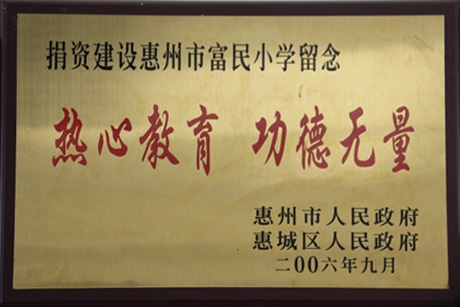 捐资建设惠州市富民小学留念
热心教育 功德无量
惠州市人民政府
惠城区人民政府
二00六年九月